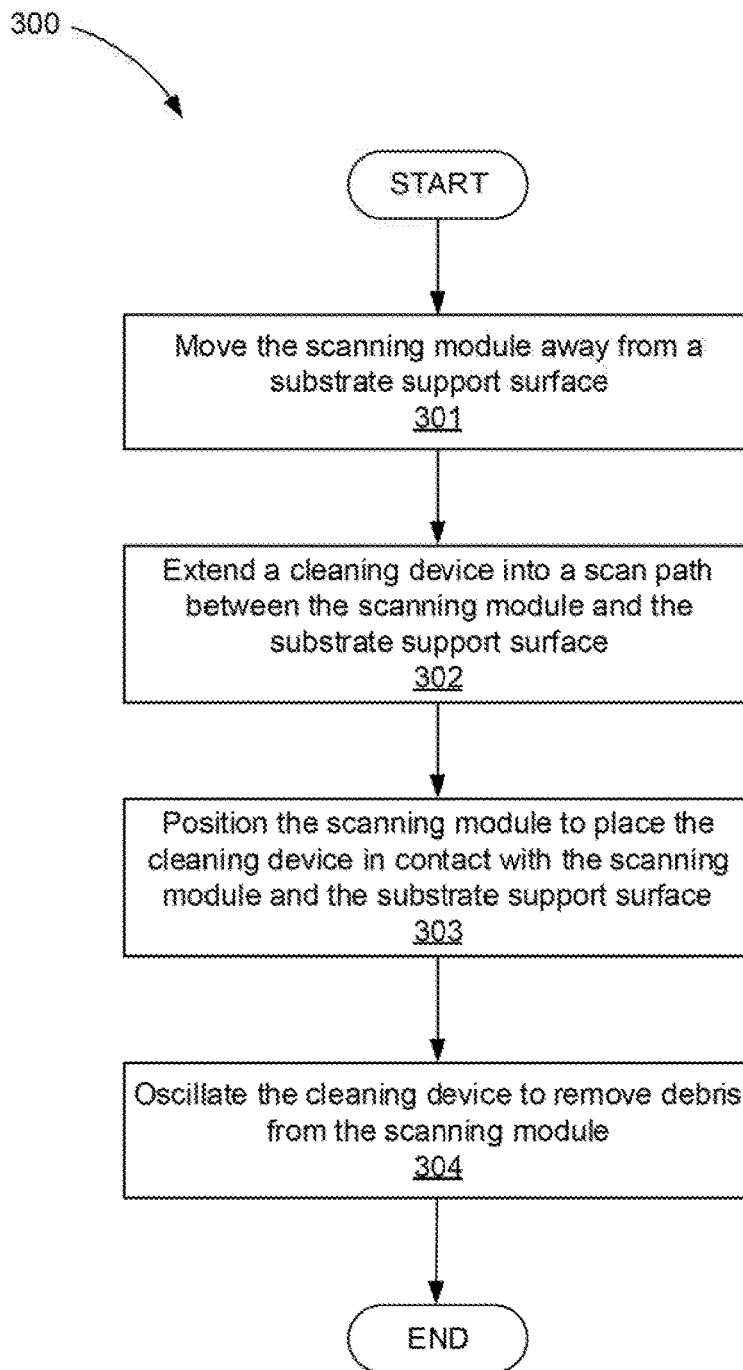 300
START
Move the scanning module away from a
substrate support surface
301
Extend a cleaning device into a scan path
between the scanning module and the
substrate support surface
302
Position the scanning module to place the
cleaning device in contact with the scanning
module and the substrate support surface
303
Oscillate the cleaning device to remove debris
from the scanning module
304
END